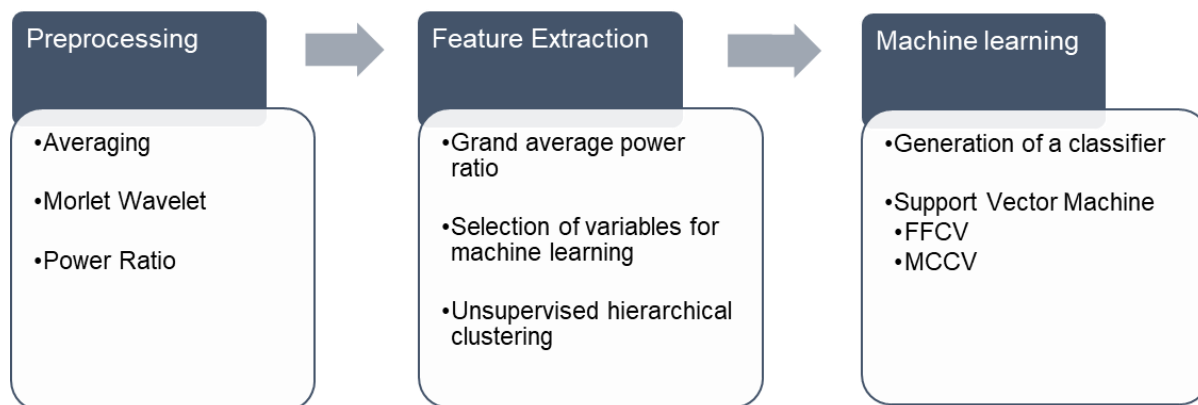 Preprocessing
•Averaging
•Morlet Wavelet
•Power Ratio
Feature Extraction
•Grand average power
ratio
•Selection of variables for
machine learning
•Unsupervised hierarchical
clustering
Machine learning
•Generation of a classifier
•Support Vector Machine
•FFCV
•MCCV